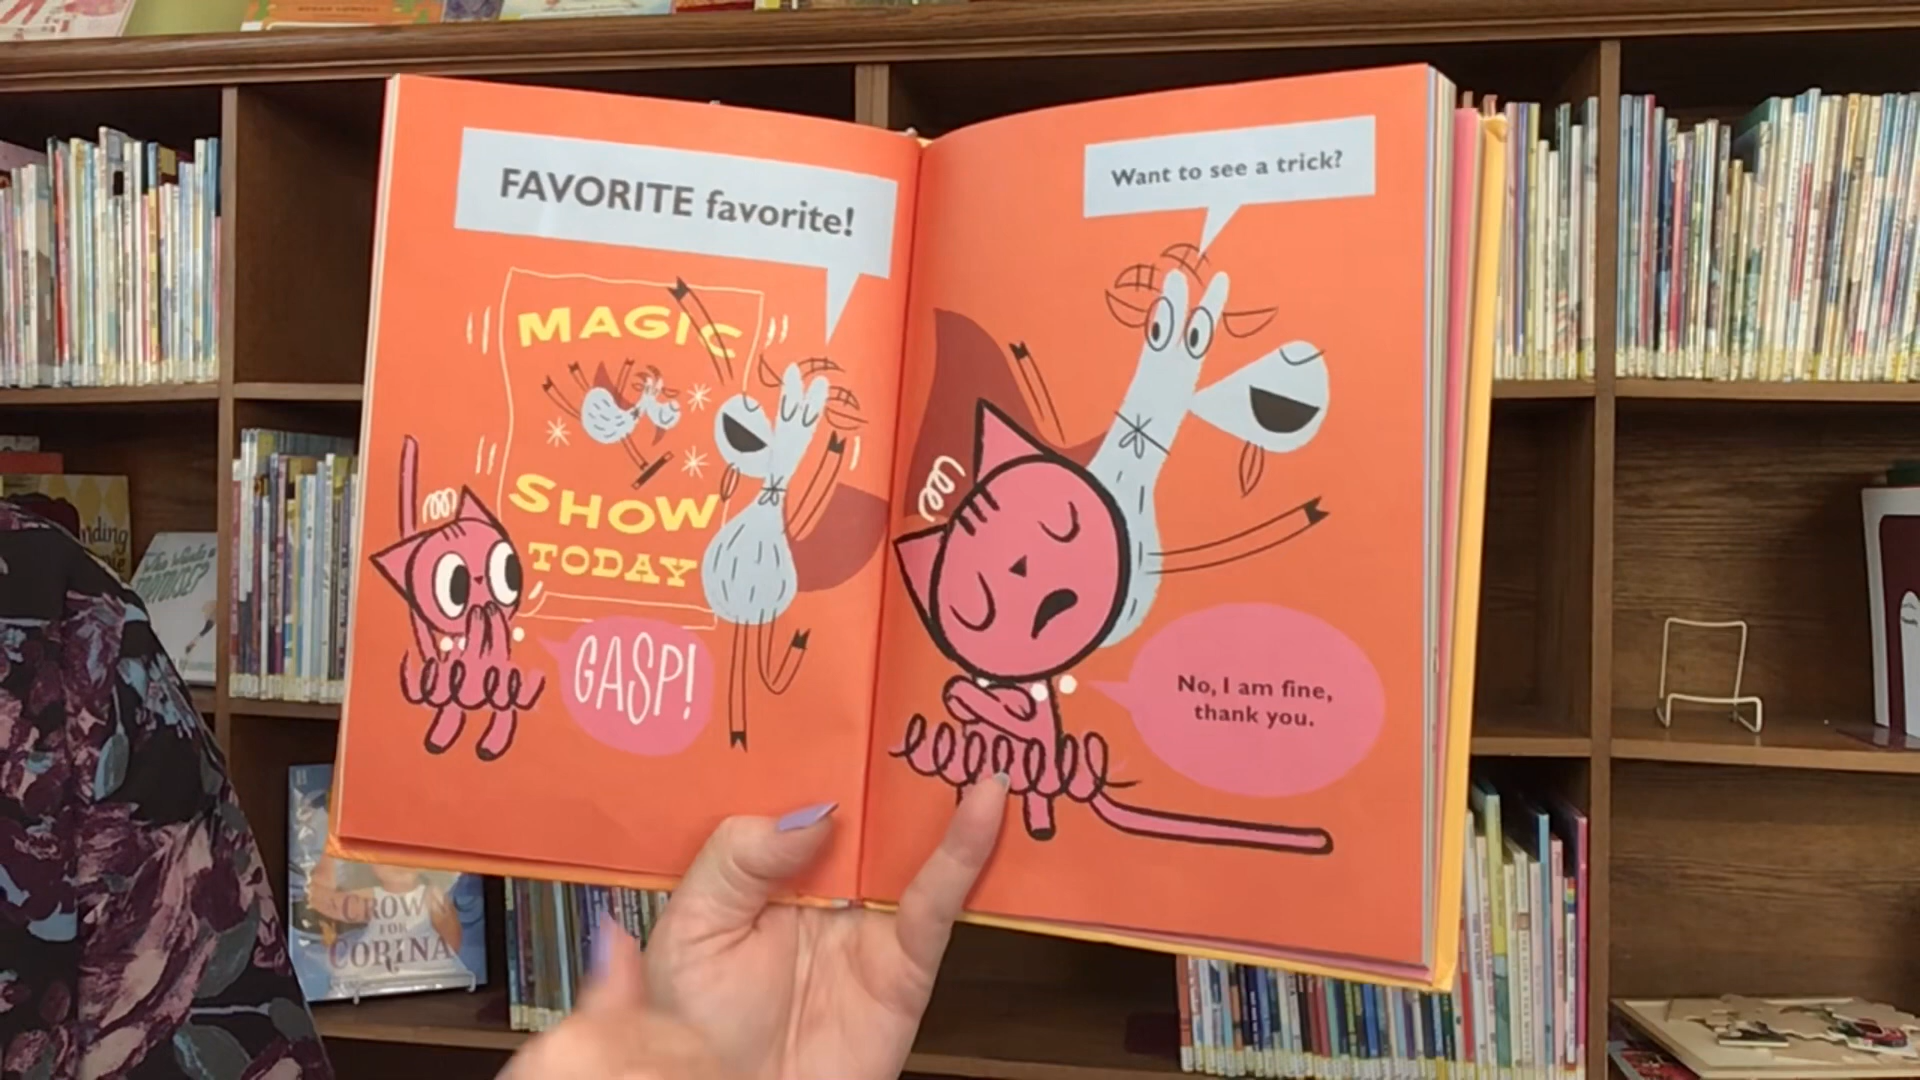 FAVORITE favorite!
MAGIC
SHOW
TODAY
GASP!
Want to see a trick?
No, I am fine,
thank you.
A CROWN
FOR
CORINA